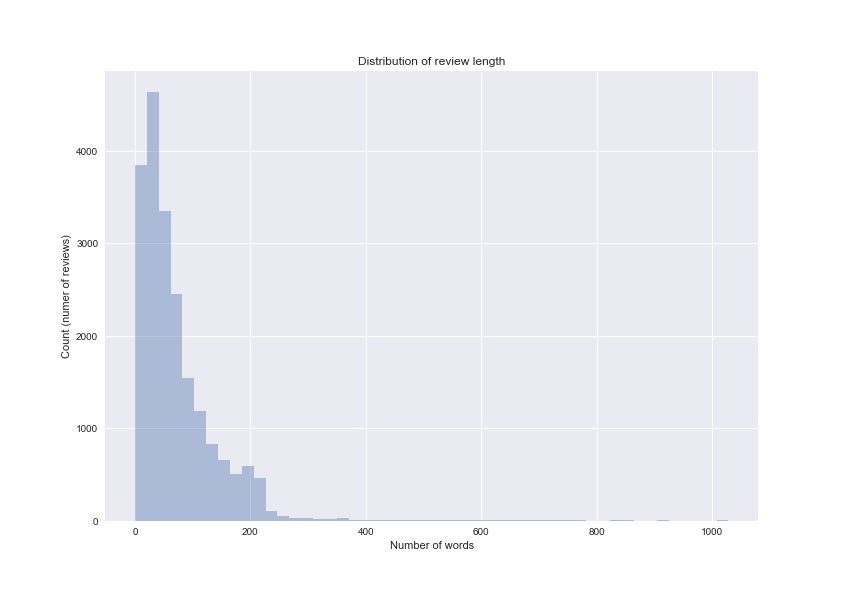 Distribution of review length
Count (numer of reviews)
4000
3000
2000
1000
0
0 200 400 600 800 1000
Number of words